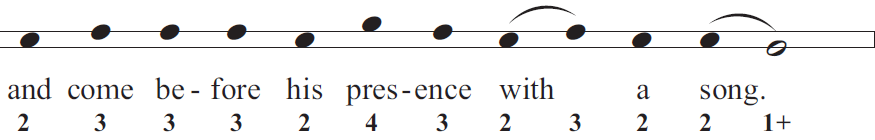 and come be - fore his pres - ence with a song.
2 3 3 3 2 4 3 2 3 2 2 1+